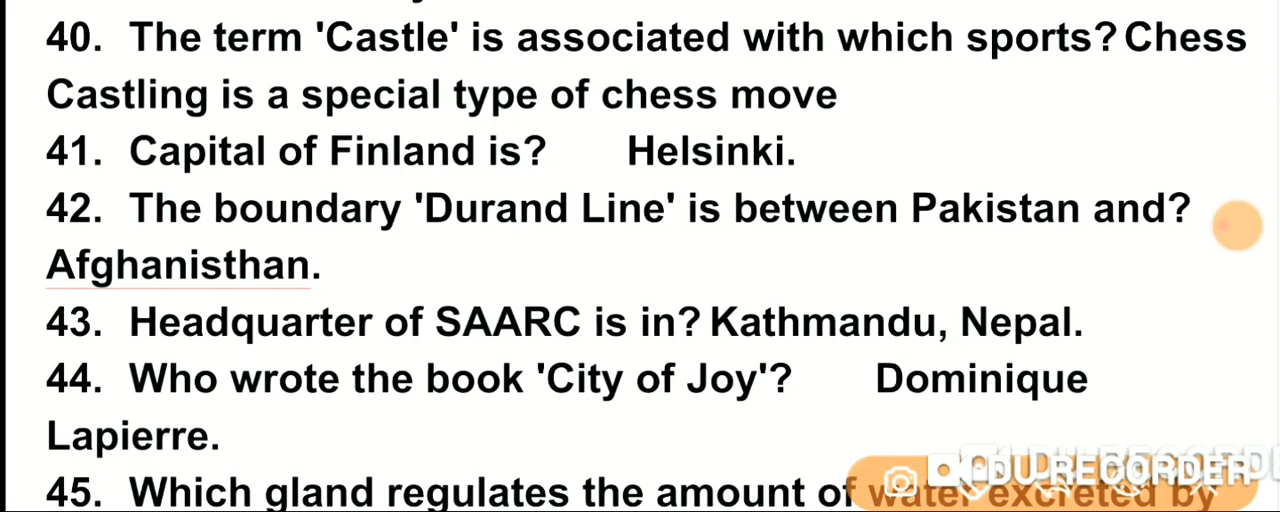 40. The term 'Castle' is associated with which sports? Chess
Castling is a special type of chess move
41. Capital of Finland is? Helsinki.
42. The boundary 'Durand Line' is between Pakistan and?
Afghanisthan.
43. Headquarter of SAARC is in? Kathmandu, Nepal.
44. Who wrote the book 'City of Joy'? Dominique
Lapierre.
45. Which gland regulates the amount of water excreted by
DU RECORDER